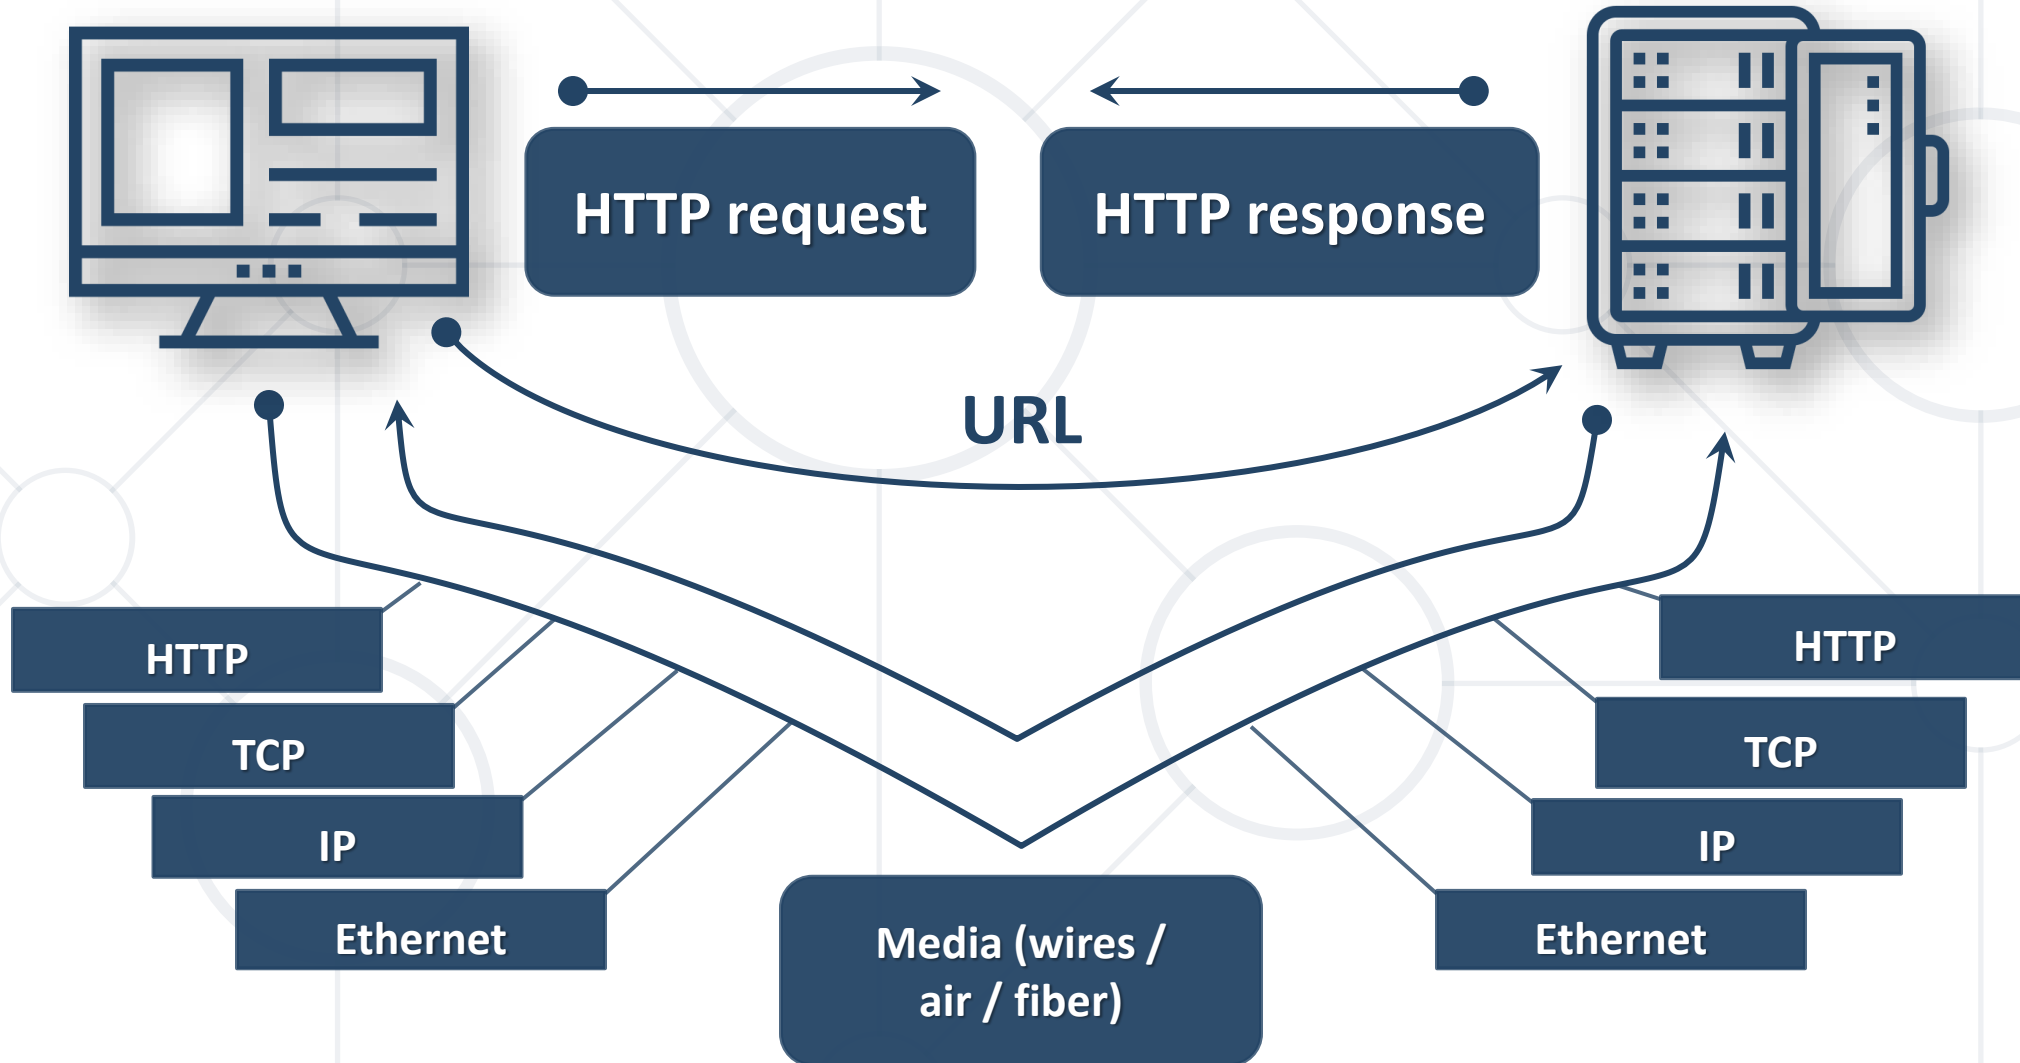 HTTP request
HTTP response
URL
HTTP
TCP
IP
Ethernet
Media (wires /
air / fiber)
HTTP
TCP
IP
Ethernet